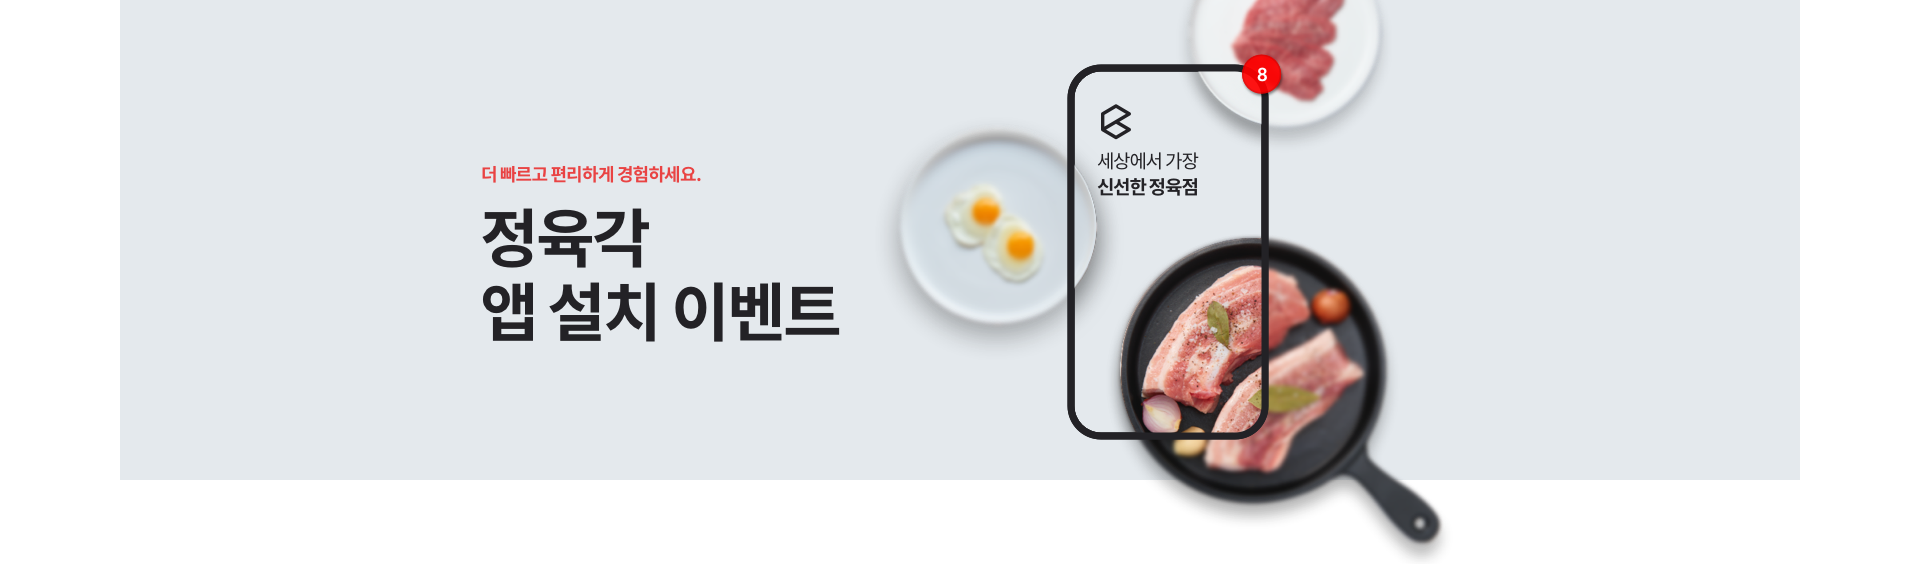 더 빠르고 편리하게 경험하세요.
정육각
앱 설치 이벤트
8
세상에서 가장
신선한 정육점